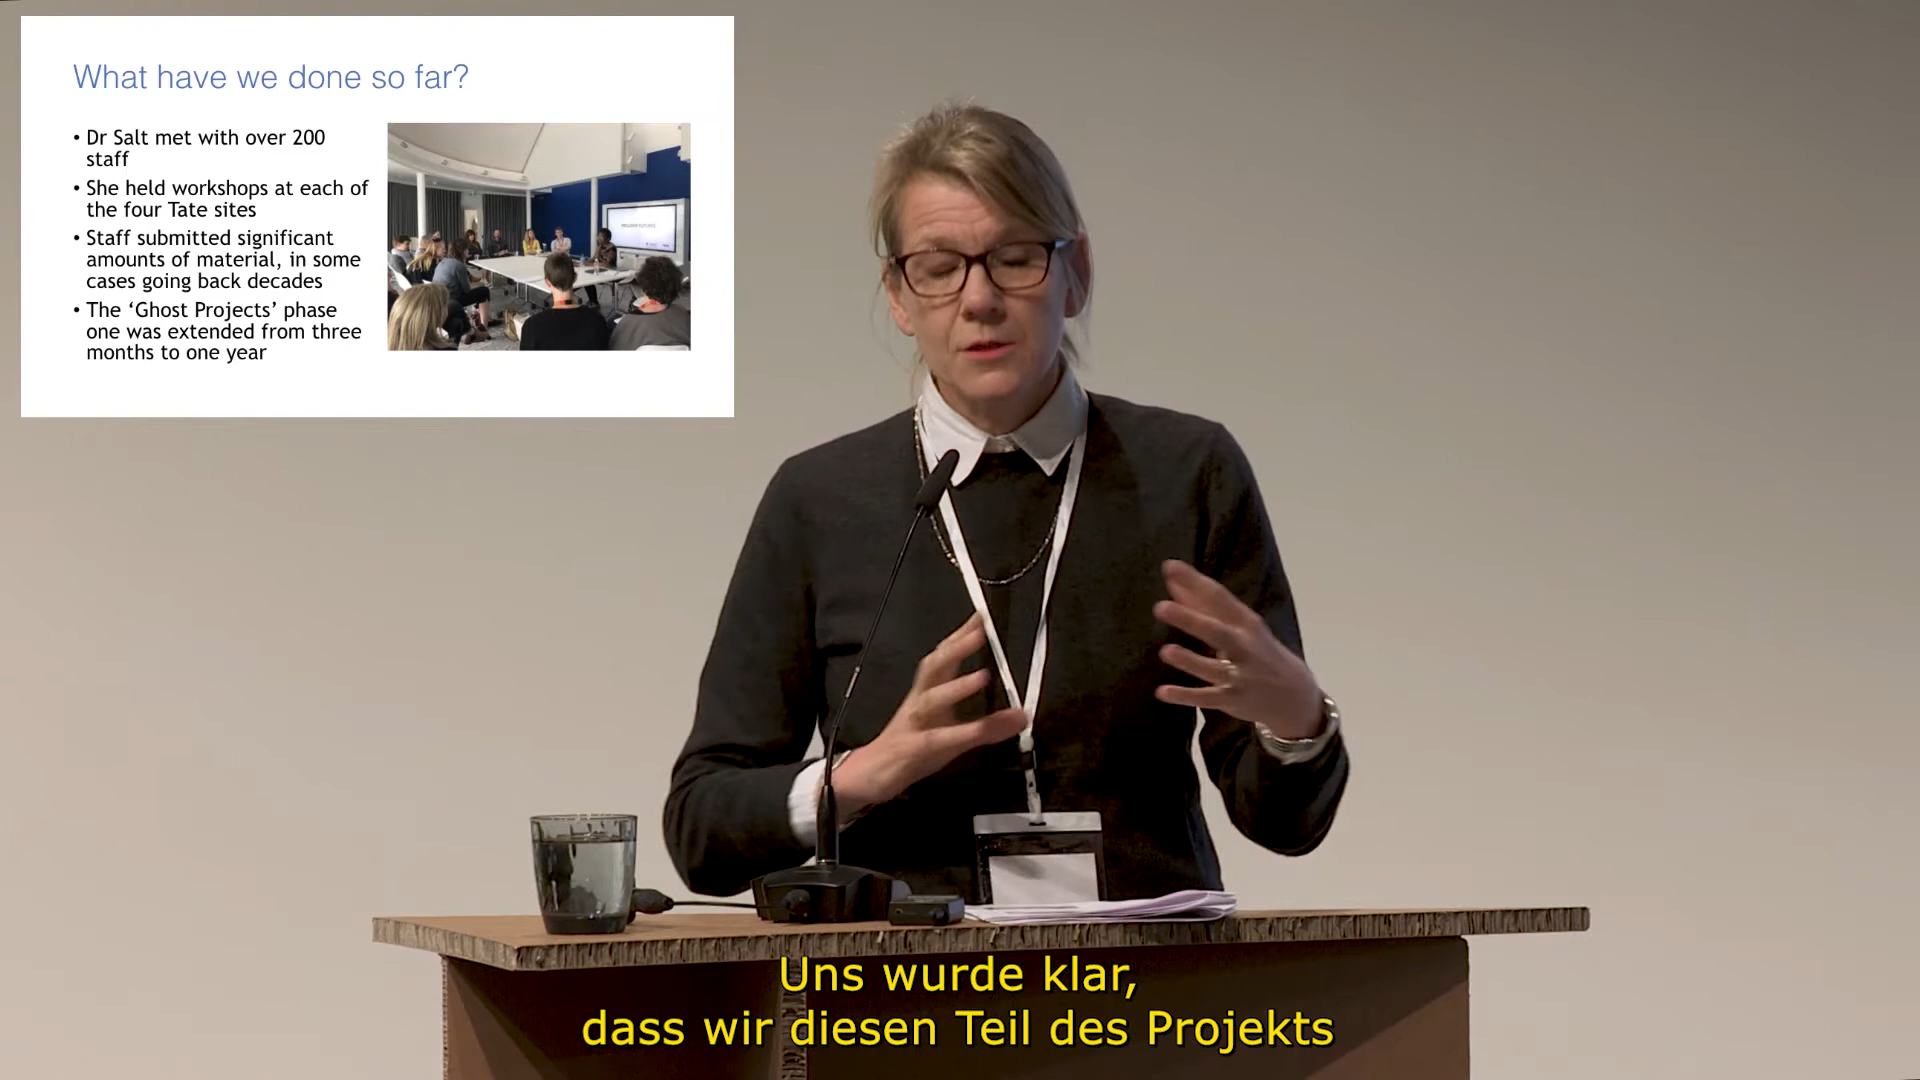 What have we done so far?
• Dr Salt met with over 200
staff
• She held workshops at each of
the four Tate sites
• Staff submitted significant
amounts of material, in some
cases going back decades
• The ‘Ghost Projects’ phase
one was extended from three
months to one year
Uns wurde klar,
dass wir diesen Teil des Projekts